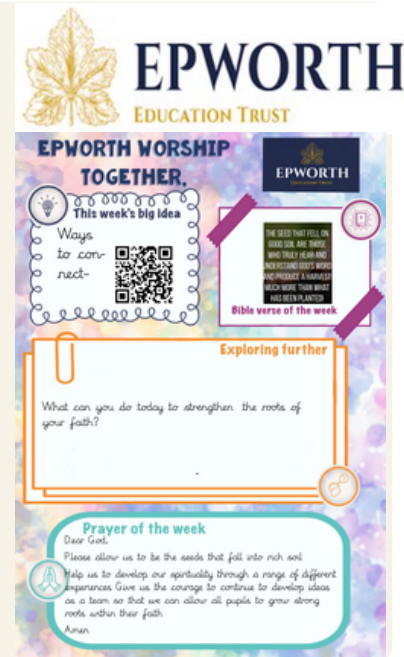 EPWORTH
EDUCATION TRUST
EPWORTH WORSHIP
TOGETHER.
EPWORTH
EDUCATION TRUST
This week's big idea
Ways
to con-
nect-
THE SEED THAT FELL ON
GOOD SOIL ARE THOSE
WHO TRULY HEAR AND
UNDERSTAND GOD'S WORD
AND PRODUCE A HARVEST
MUCH MORE THAN WHAT
HAS BEEN PLANTED!
Bible verse of the week
Exploring further
What can you do today to strengthen the roots of
your faith?
Prayer of the week
Dear God,
Please allow us to be the seeds that fall into rich soil
Help us to develop our spirituality through a range of different
experiences Give us the courage to continue to develop ideas
as a team so that we can allow all pupils to grow strong
roots within their faith
Amen